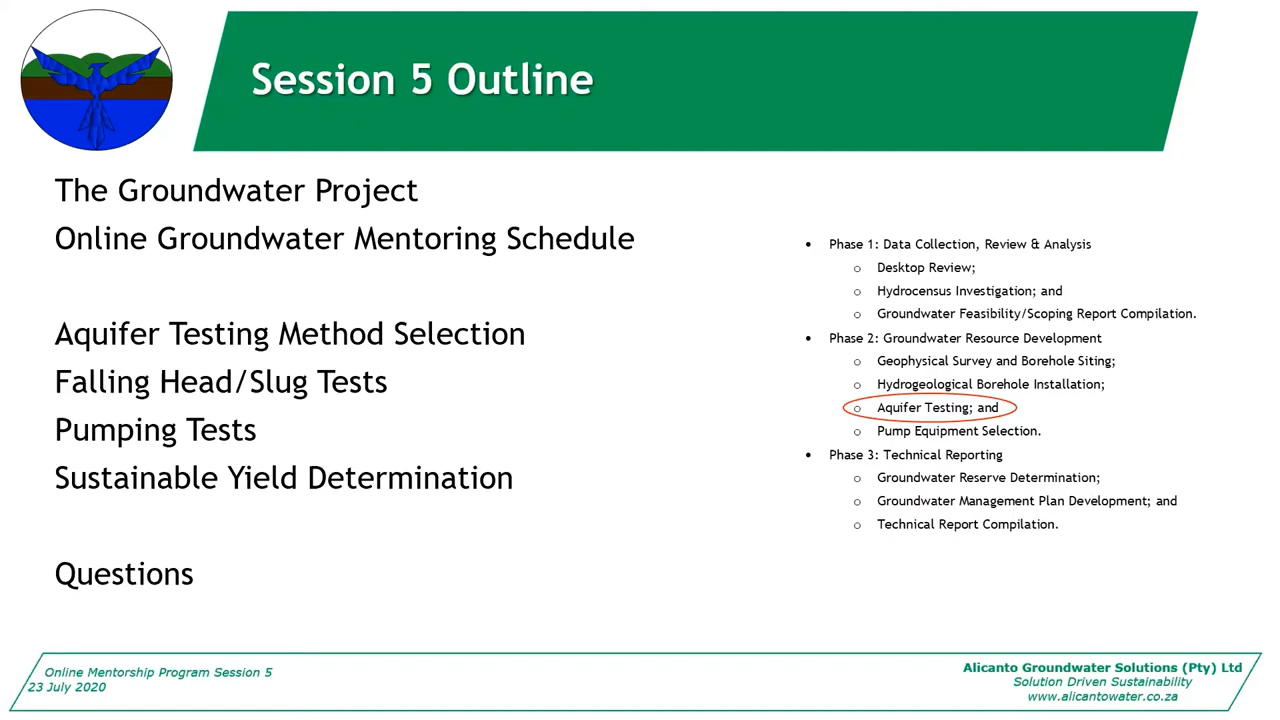 Session 5 Outline
The Groundwater Project
Online Groundwater Mentoring Schedule
Aquifer Testing Method Selection
Falling Head/Slug Tests
Pumping Tests
Sustainable Yield Determination
Questions
• Phase 1: Data Collection, Review & Analysis
o Desktop Review;
o Hydrocensus Investigation; and
o Groundwater Feasibility/Scoping Report Compilation.
• Phase 2: Groundwater Resource Development
o Geophysical Survey and Borehole Siting;
o Hydrogeological Borehole Installation;
o Aquifer Testing; and
o Pump Equipment Selection.
• Phase 3: Technical Reporting
o Groundwater Reserve Determination;
o Groundwater Management Plan Development; and
o Technical Report Compilation.
Online Mentorship Program Session 5
23 July 2020
Alicanto Groundwater Solutions (Pty) Ltd
Solution Driven Sustainability
www.alicantowater.co.za